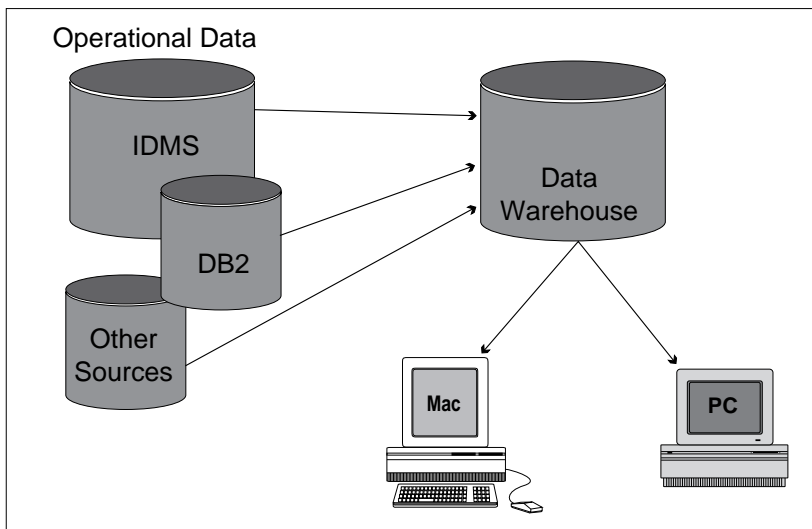 Operational Data
IDMS
DB2
Other
Sources
Data
Warehouse
Mac
PC